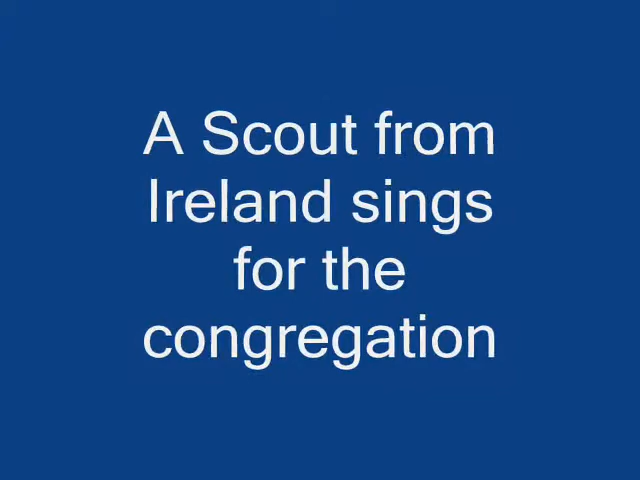 A Scout from
Ireland sings
for the
congregation